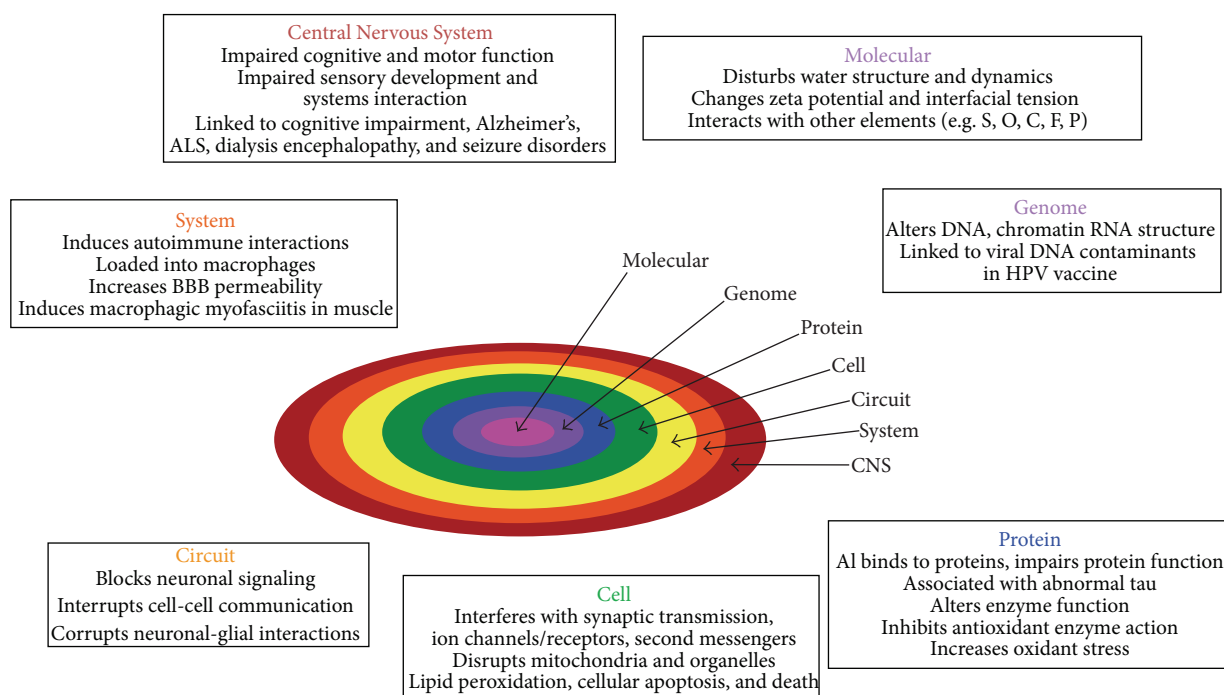 Central Nervous System
Impaired cognitive and motor function
Impaired sensory development and
systems interaction
Linked to cognitive impairment, Alzheimer's,
ALS, dialysis encephalopathy, and seizure disorders
Molecular
Disturbs water structure and dynamics
Changes zeta potential and interfacial tension
Interacts with other elements (e.g. S, O, C, F, P)
System
Induces autoimmune interactions
Loaded into macrophages
Increases BBB permeability
Induces macrophagic myofasciitis in muscle
Genome
Alters DNA, chromatin RNA structure
Linked to viral DNA contaminants
in HPV vaccine
Molecular
Genome
Protein
Cell
Circuit
System
CNS
Circuit
Blocks neuronal signaling
Interrupts cell-cell communication
Corrupts neuronal-glial interactions
Cell
Interferes with synaptic transmission,
ion channels/receptors, second messengers
Disrupts mitochondria and organelles
Lipid peroxidation, cellular apoptosis, and death
Protein
Al binds to proteins, impairs protein function
Associated with abnormal tau
Alters enzyme function
Inhibits antioxidant enzyme action
Increases oxidant stress